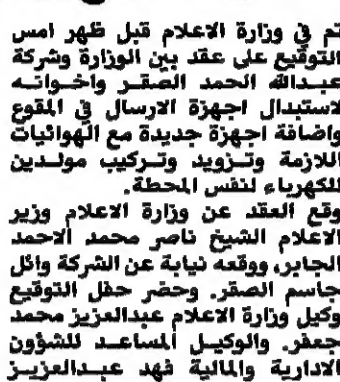 تم في وزارة الاعلام قبل ظهر امس
التوقيع على عقد بين الوزارة وشركة
عبدالله الحمد الصقر واخوانه
لاستبدال اجهزة الارسال في المقوع
واضافة اجهزة جديدة مع الهوائيات
اللازمة وتزويد وتركيب مولدين
للكهرباء لنفس المحطة.
وقع العقد عن وزارة الاعلام وزير
الاعلام الشيخ ناصر محمد الاحمد
الجابر، ووقعه نيابة عن الشركة وائل
جاسم الصقر. وحضر حفل التوقيع
وكيل وزارة الاعلام عبدالعزيز محمد
جعفر. والوكيل المساعد للشؤون
الادارية والمالية فهد عبدالعزيز